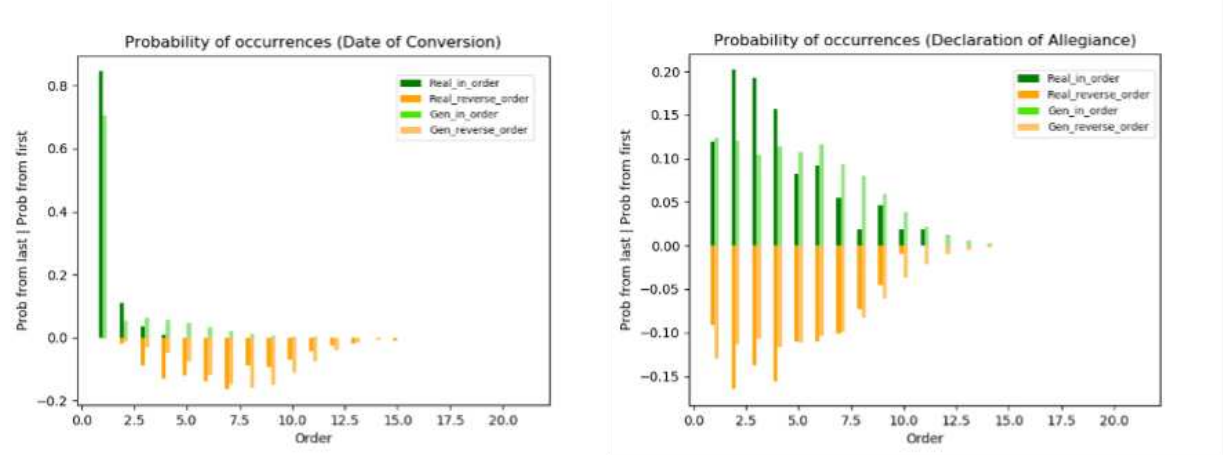 Probability of occurrences (Date of Conversion)
Prob from last | Prob from first
0.8
0.6
0.4
0.2
0.0
−0.2
Real_in_order
Real_reverse_order
Gen_in_order
Gen_reverse_order
0.0 2.5 5.0 7.5 10.0 12.5 15.0 17.5 20.0
Order
Probability of occurrences (Declaration of Allegiance)
Prob from last | Prob from first
0.20
0.15
0.10
0.05
0.00
−0.05
−0.10
−0.15
Real_in_order
Real_reverse_order
Gen_in_order
Gen_reverse_order
0.0 2.5 5.0 7.5 10.0 12.5 15.0 17.5 20.0
Order